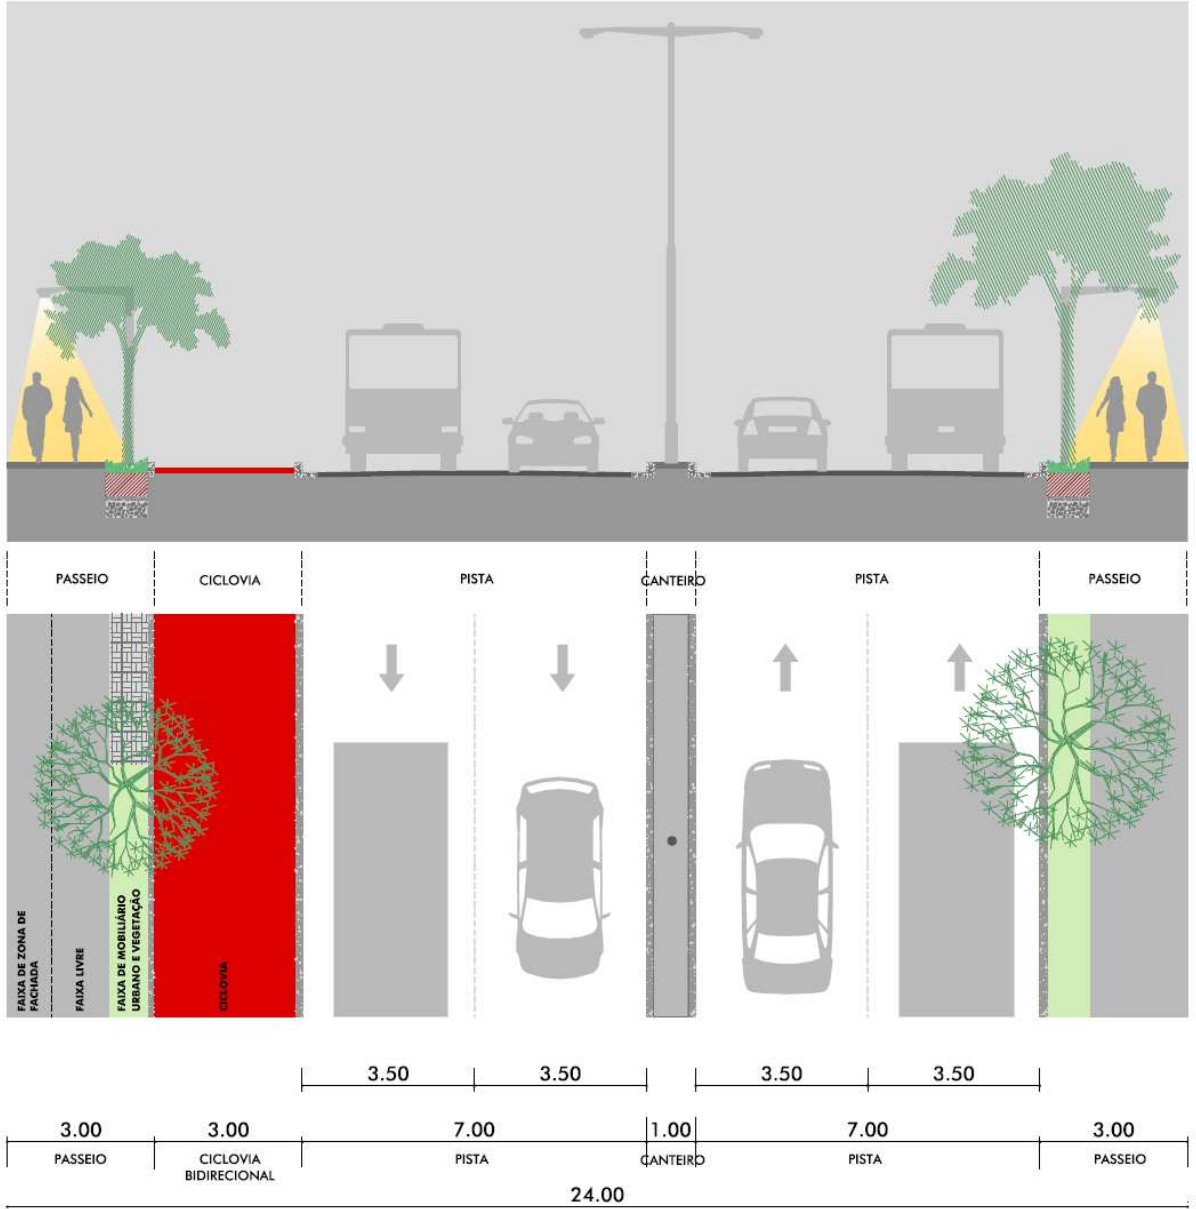 PASSEIO
CICLOVIA
PISTA
CANTEIRO
PISTA
PASSEIO
FAIXA DE ZONA DE
FACHADA
FAIXA LIVRE
FAIXA DE MOBILIÁRIO
URBANO E VEGETAÇÃO
CICLOVIA
3.50
3.50
3.50
3.50
3.00
3.00
7.00
1.00
7.00
3.00
PASSEIO
CICLOVIA
BIDIRECIONAL
PISTA
CANTEIRO
PISTA
PASSEIO
24.00